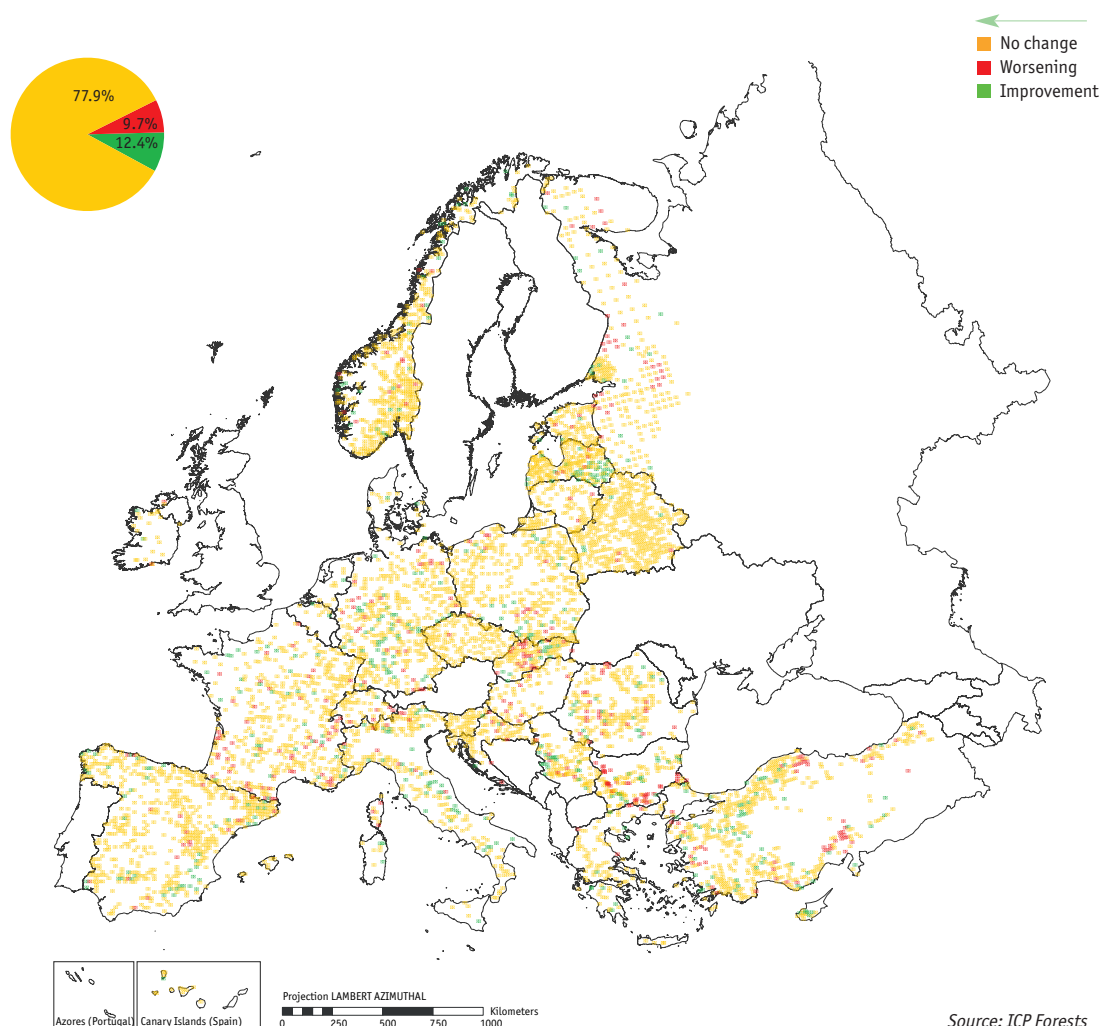 No change
Worsening
Improvement
77.9%
9.7%
12.4%
Azores (Portugal)
Canary Islands (Spain)
Projection LAMBERT AZIMUTHAL
Kilometers
0 250 500 750 1000
Source: ICP Forests